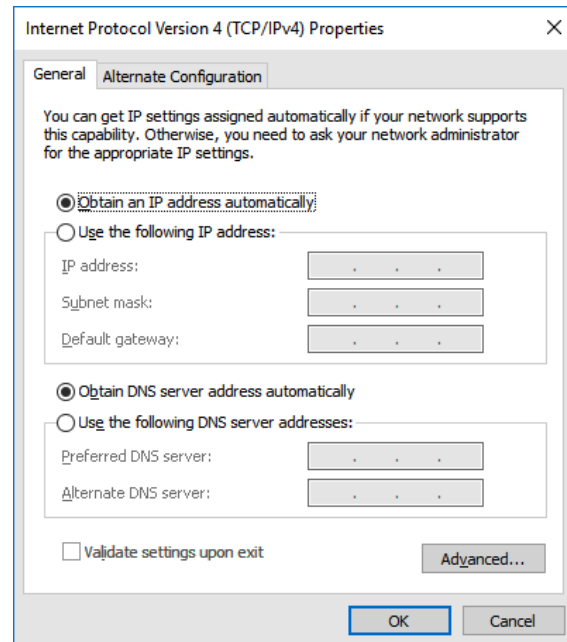 Internet Protocol Version 4 (TCP/IPv4) Properties
General
Alternate Configuration
You can get IP settings assigned automatically if your network supports
this capability. Otherwise, you need to ask your network administrator
for the appropriate IP settings.
Obtain an IP address automatically
Use the following IP address:
IP address:
Subnet mask:
Default gateway:
Obtain DNS server address automatically
Use the following DNS server addresses:
Preferred DNS server:
Alternate DNS server:
Validate settings upon exit
Advanced...
OK
Cancel